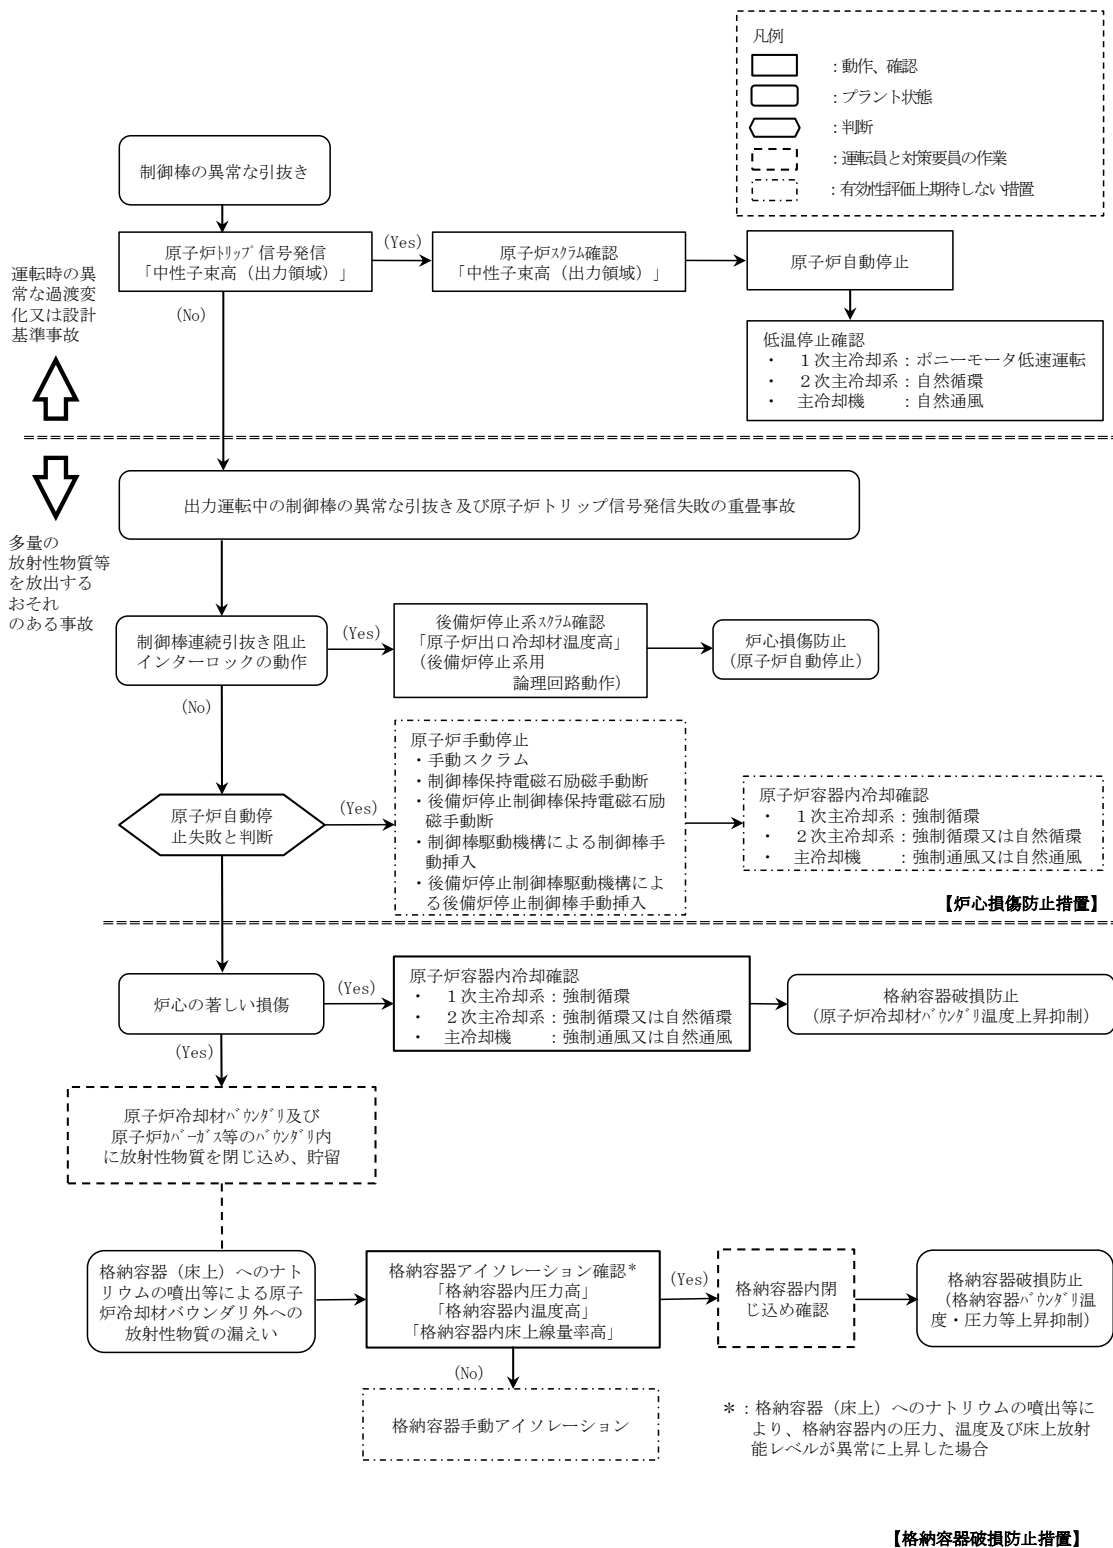 凡例
：動作、確認
：プラント状態
：判断
：運転員と対策要員の作業
：有効性評価上期待しない措置
制御棒の異常な引抜き
原子炉ﾄﾘｯﾌﾟ信号発信
「中性子束高（出力領域）」
(Yes)
原子炉ｽｸﾗﾑ確認
「中性子束高（出力領域）」
原子炉自動停止
運転時の異
常な過渡変
化又は設計
基準事故
(No)
低温停止確認
・　１次主冷却系：ポニーモータ低速運転
・　２次主冷却系：自然循環
・　主冷却機　　：自然通風
出力運転中の制御棒の異常な引抜き及び原子炉トリップ信号発信失敗の重畳事故
多量の
放射性物質等
を放出する
おそれ
のある事故
制御棒連続引抜き阻止
インターロックの動作
(Yes)
後備炉停止系ｽｸﾗﾑ確認
「原子炉出口冷却材温度高」
（後備炉停止系用
論理回路動作）
炉心損傷防止
（原子炉自動停止）
(No)
原子炉自動停
止失敗と判断
(Yes)
原子炉手動停止
・手動スクラム
・制御棒保持電磁石励磁手動断
・後備炉停止制御棒保持電磁石励
磁手動断
・制御棒駆動機構による制御棒手
動挿入
・後備炉停止制御棒駆動機構によ
る後備炉停止制御棒手動挿入
原子炉容器内冷却確認
・　１次主冷却系：強制循環
・　２次主冷却系：強制循環又は自然循環
・　主冷却機　　：強制通風又は自然通風
【炉心損傷防止措置】
炉心の著しい損傷
(Yes)
原子炉容器内冷却確認
・　１次主冷却系：強制循環
・　２次主冷却系：強制循環又は自然循環
・　主冷却機　　：強制通風又は自然通風
格納容器破損防止
（原子炉冷却材ﾊﾞｳﾝﾀﾞﾘ温度上昇抑制）
(Yes)
原子炉冷却材ﾊﾞｳﾝﾀﾞﾘ及び
原子炉ｶﾊﾞｰｶﾞｽ等のﾊﾞｳﾝﾀﾞﾘ内
に放射性物質を閉じ込め、貯留
格納容器（床上）へのナト
リウムの噴出等による原子
炉冷却材バウンダリ外への
放射性物質の漏えい
格納容器アイソレーション確認＊
「格納容器内圧力高」
「格納容器内温度高」
「格納容器内床上線量率高」
(Yes)
格納容器内閉
じ込め確認
格納容器破損防止
（格納容器ﾊﾞｳﾝﾀﾞﾘ温
度・圧力等上昇抑制）
(No)
格納容器手動アイソレーション
＊：格納容器（床上）へのナトリウムの噴出等に
より、格納容器内の圧力、温度及び床上放射
能レベルが異常に上昇した場合
【格納容器破損防止措置】